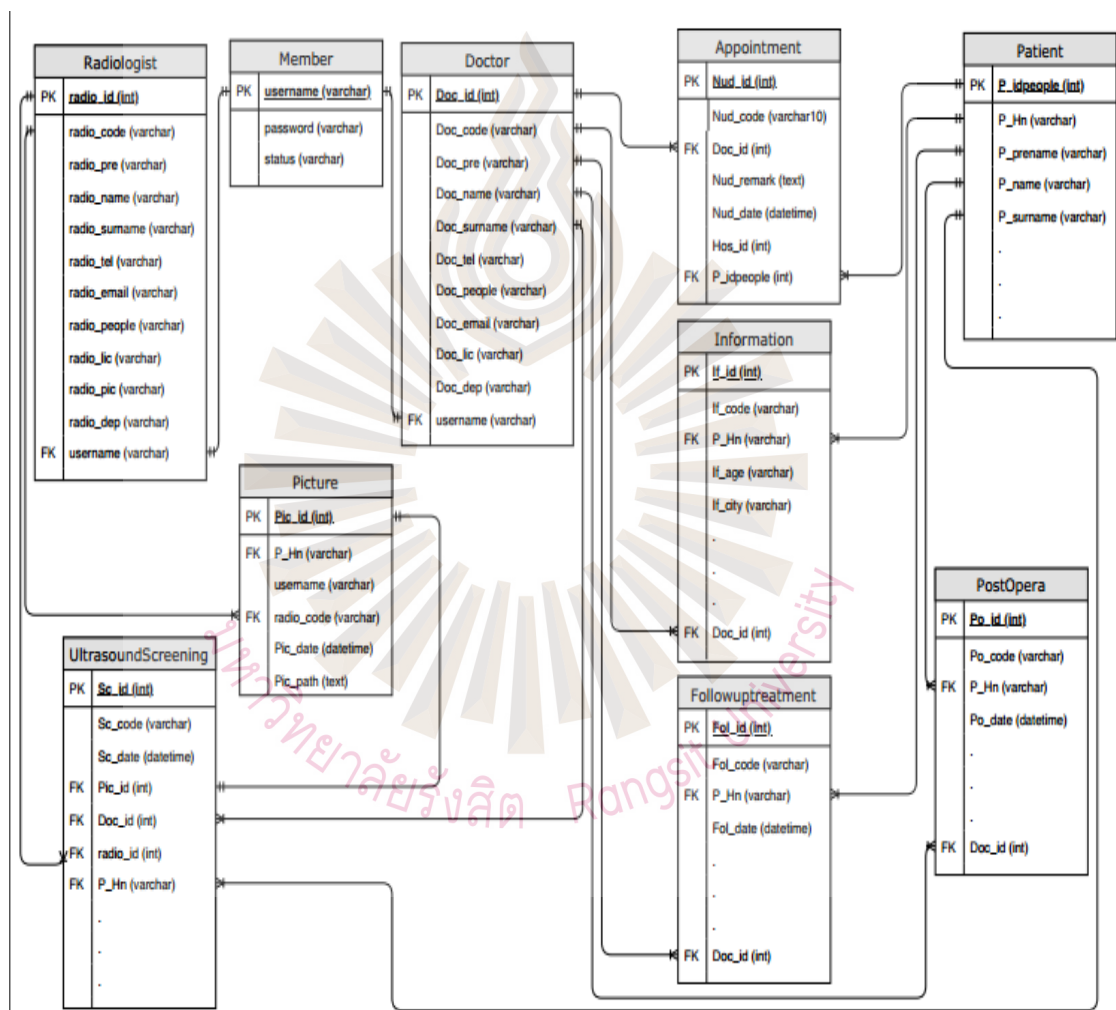 Radiologist
PK radio_id (int)
radio_code (varchar)
radio_pre (varchar)
radio_name (varchar)
radio_surname (varchar)
radio_tel (varchar)
radio_email (varchar)
radio_people (varchar)
radio_lic (varchar)
radio_pic (varchar)
radio_dep (varchar)
FK username (varchar)
Member
PK username (varchar)
password (varchar)
status (varchar)
Doctor
PK Doc_id (int)
Doc_code (varchar)
Doc_pre (varchar)
Doc_name (varchar)
Doc_surname (varchar)
Doc_tel (varchar)
Doc_people (varchar)
Doc_email (varchar)
Doc_lic (varchar)
Doc_dep (varchar)
FK username (varchar)
Appointment
PK Nud_id (int)
Nud_code (varchar10)
FK Doc_id (int)
Nud_remark (text)
Nud_date (datetime)
Hos_id (int)
FK P_idpeople (int)
Patient
PK P_idpeople (int)
P_Hn (varchar)
P_prename (varchar)
P_name (varchar)
P_surname (varchar)
.
.
.
Information
PK If_id (int)
If_code (varchar)
FK P_Hn (varchar)
If_age (varchar)
If_city (varchar)
.
.
.
FK Doc_id (int)
Picture
PK Pic_id (int)
FK P_Hn (varchar)
username (varchar)
FK radio_code (varchar)
Pic_date (datetime)
Pic_path (text)
UltrasoundScreening
PK Sc_id (int)
Sc_code (varchar)
Sc_date (datetime)
FK Pic_id (int)
FK Doc_id (int)
FK radio_id (int)
FK P_Hn (varchar)
.
.
.
Followuptreatment
PK Fol_id (int)
Fol_code (varchar)
FK P_Hn (varchar)
Fol_date (datetime)
.
.
.
FK Doc_id (int)
PostOpera
PK Po_id (int)
Po_code (varchar)
FK P_Hn (varchar)
Po_date (datetime)
.
.
.
FK Doc_id (int)
มหาวิทยาลัยรังสิต Rangsit University